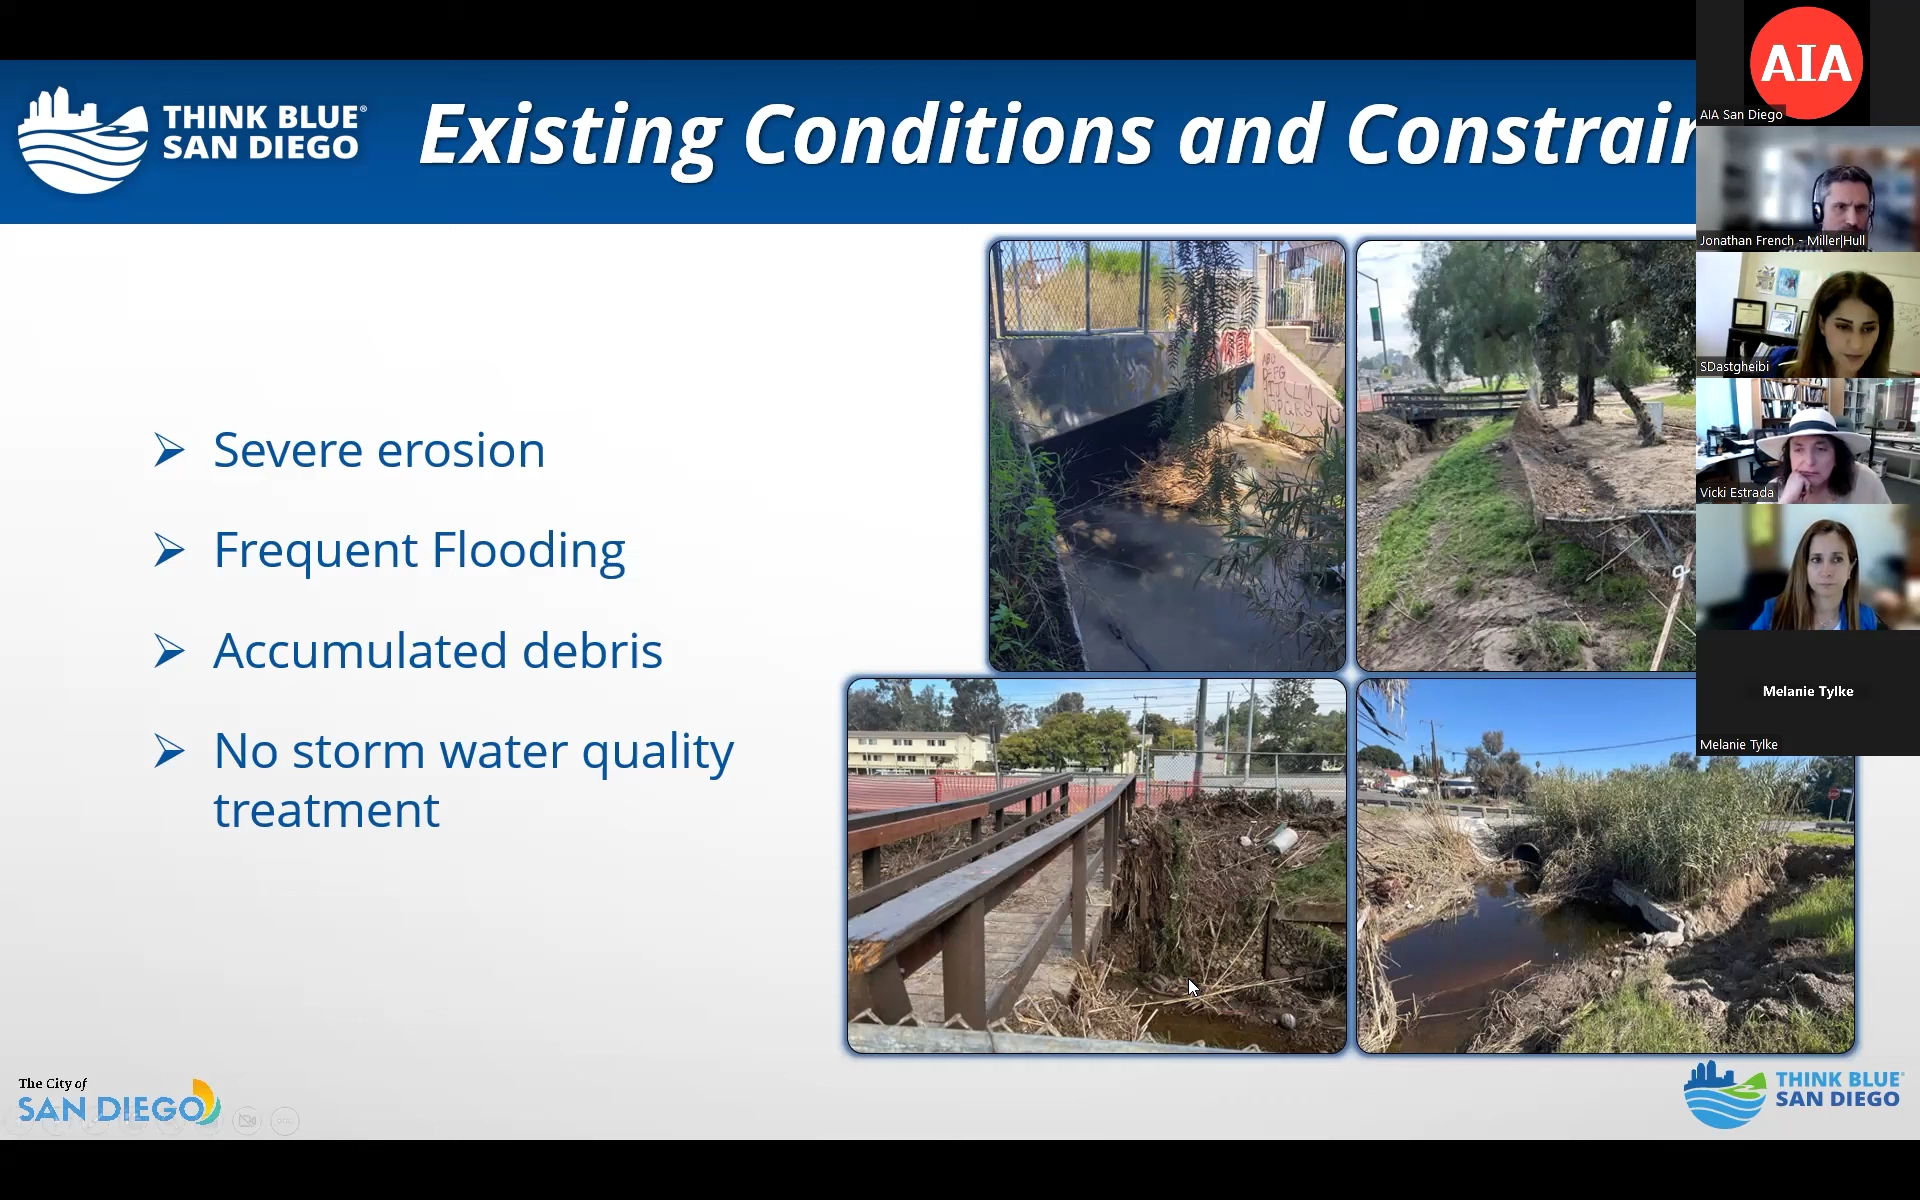 THINK BLUE®
SAN DIEGO
Existing Conditions and Constrain
AIA
AIA San Diego
Jonathan French - Miller|Hull
SDastgheibi
Vicki Estrada
Melanie Tylke
Melanie Tylke
Severe erosion
Frequent Flooding
Accumulated debris
No storm water quality
treatment
The City of
SAN DIEGO
THINK BLUE®
SAN DIEGO